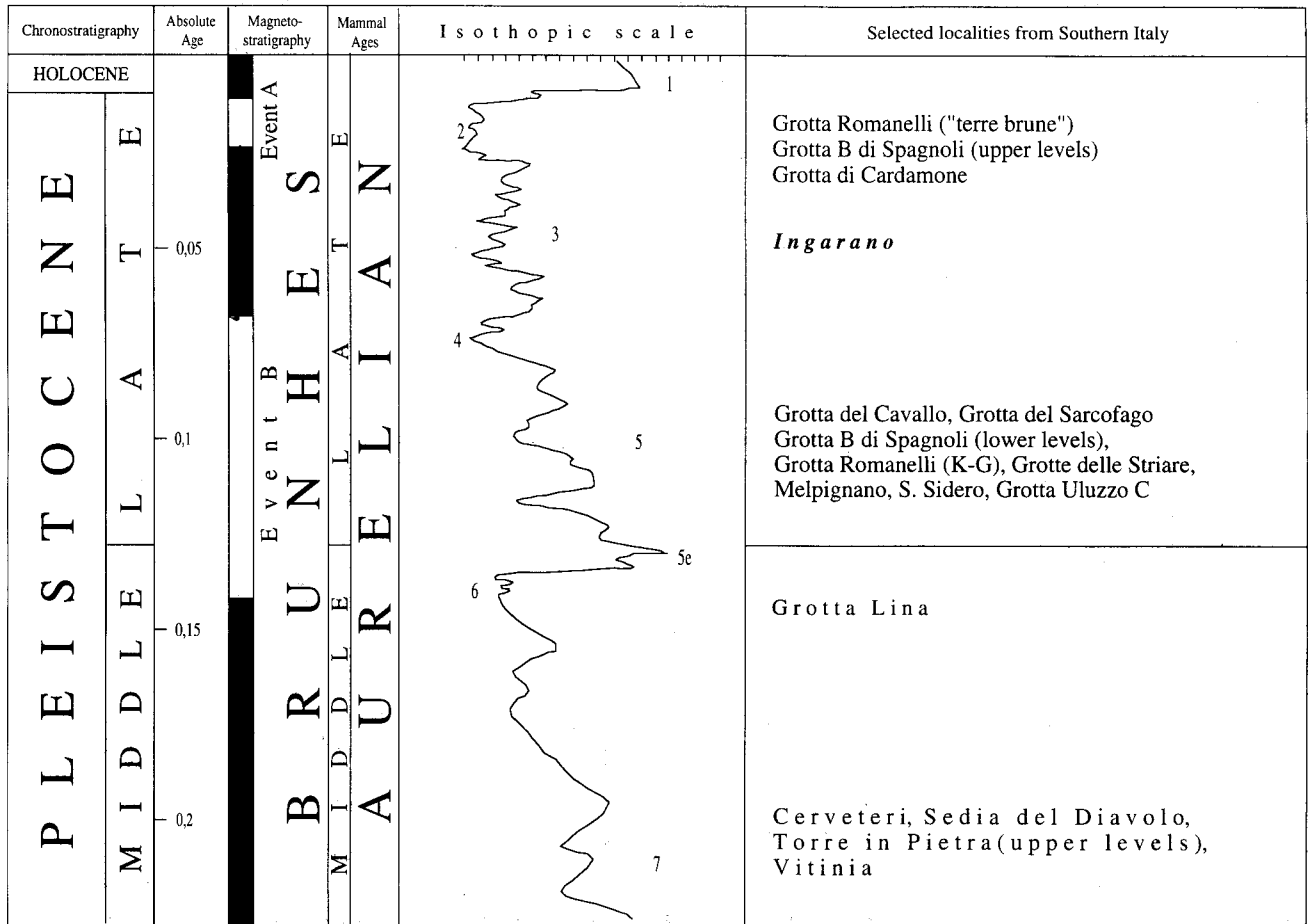 Chronostratigraphy
Absolute
Age
Magneto-
stratigraphy
Mammal
Ages
Isothopic scale
Selected localities from Southern Italy
HOLOCENE
PLEISTOCENE
LATE
MIDDLE
0,05
0,1
0,15
0,2
Event A
Event B
BRUNHES
LATE
MIDDLE
AURELIAN
1
2
3
4
5
5e
6
7
Grotta Romanelli ("terre brune")
Grotta B di Spagnoli (upper levels)
Grotta di Cardamone
Ingarano
Grotta del Cavallo, Grotta del Sarcofago
Grotta B di Spagnoli (lower levels),
Grotta Romanelli (K-G), Grotte delle Striare,
Melpignano, S. Sidero, Grotta Uluzzo C
Grotta Lina
Cerveteri, Sedia del Diavolo,
Torre in Pietra(upper levels),
Vitinia